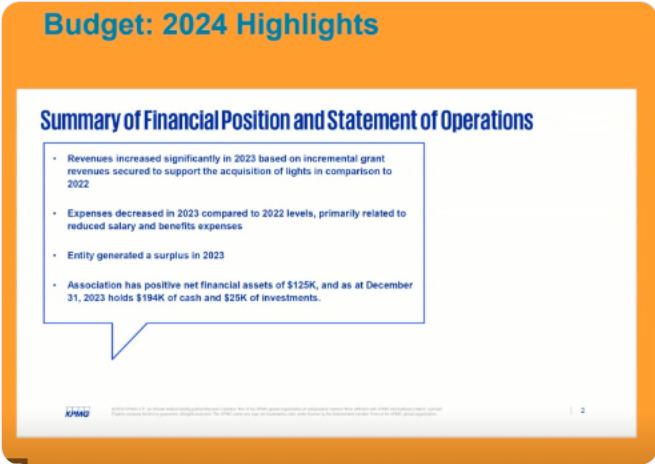 Budget: 2024 Highlights
Summary of Financial Position and Statement of Operations
• Revenues increased significantly in 2023 based on incremental grant
revenues secured to support the acquisition of lights in comparison to
2022
• Expenses decreased in 2023 compared to 2022 levels, primarily related to
reduced salary and benefits expenses
• Entity generated a surplus in 2023
• Association has positive net financial assets of $125K, and as at December
31, 2023 holds $194K of cash and $25K of investments.
KPMG
2